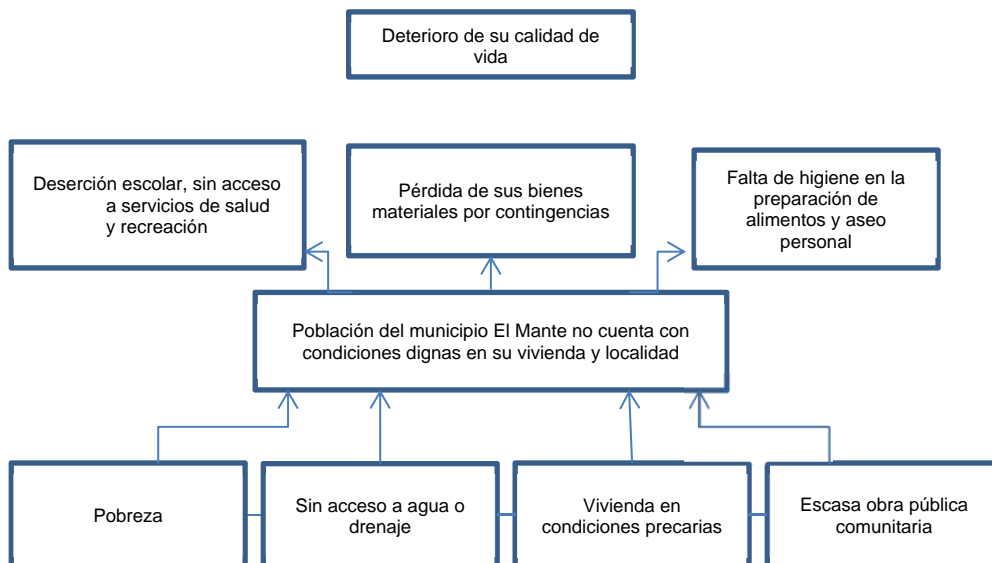 Deterioro de su calidad de
vida
Deserción escolar, sin acceso
a servicios de salud
y recreación
Pérdida de sus bienes
materiales por contingencias
Falta de higiene en la
preparación de
alimentos y aseo
personal
Población del municipio El Mante no cuenta con
condiciones dignas en su vivienda y localidad
Pobreza
Sin acceso a agua o
drenaje
Vivienda en
condiciones precarias
Escasa obra pública
comunitaria